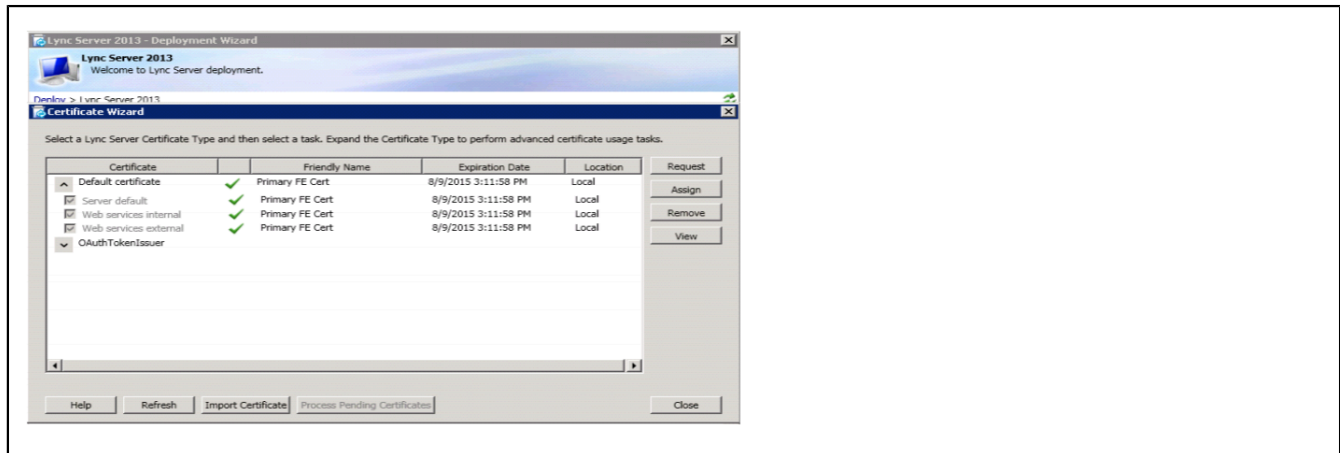 Lync Server 2013 - Deployment Wizard
Lync Server 2013
Welcome to Lync Server deployment.
Deploy > Lync Server 2013
Certificate Wizard
Select a Lync Server Certificate Type and then select a task. Expand the Certificate Type to perform advanced certificate usage tasks.
Certificate Friendly Name Expiration Date Location Request
Default certificate Primary FE Cert 8/9/2015 3:11:58 PM Local
Assign
Server default Primary FE Cert 8/9/2015 3:11:58 PM Local
Web services internal Primary FE Cert 8/9/2015 3:11:58 PM Local Remove
Web services external Primary FE Cert 8/9/2015 3:11:58 PM Local
View
OAuthTokenIssuer
Help Refresh Import Certificate Process Pending Certificates Close